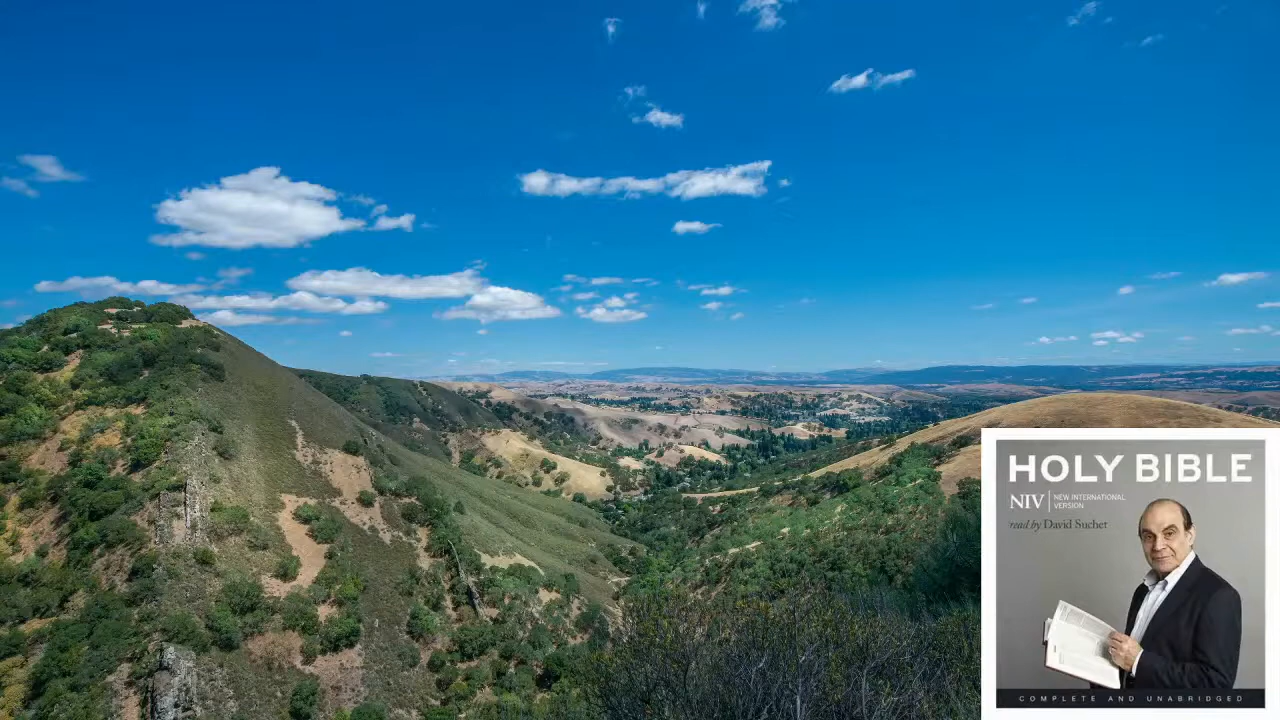 HOLY BIBLE
NIV
NEW INTERNATIONAL
VERSION
read by David Suchet
COMPLETE AND UNABRIDGED